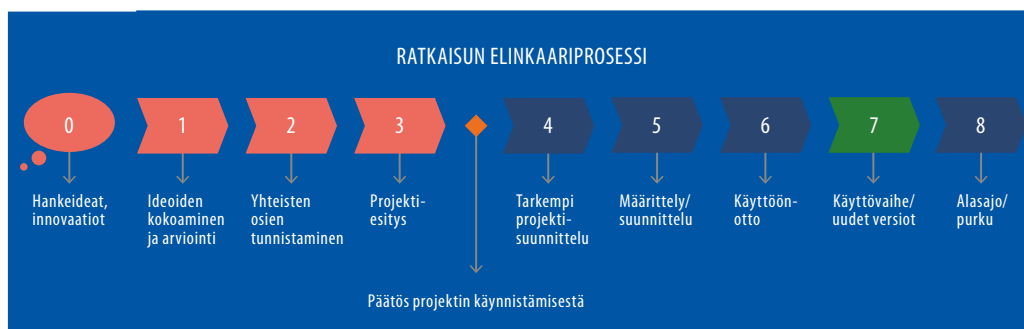 RATKAISUN ELINKAARIPROSESSI
0
1
2
3
4
5
6
7
8
Hankeideat,
innovaatiot
Ideoiden
kokoaminen
ja arviointi
Yhteisten
osien
tunnistaminen
Projekti-
esitys
Tarkempi
projekti-
suunnittelu
Määrittely/
suunnittelu
Käyttöön-
otto
Käyttövaihe/
uudet versiot
Alasajo/
purku
Päätös projektin käynnistämisestä